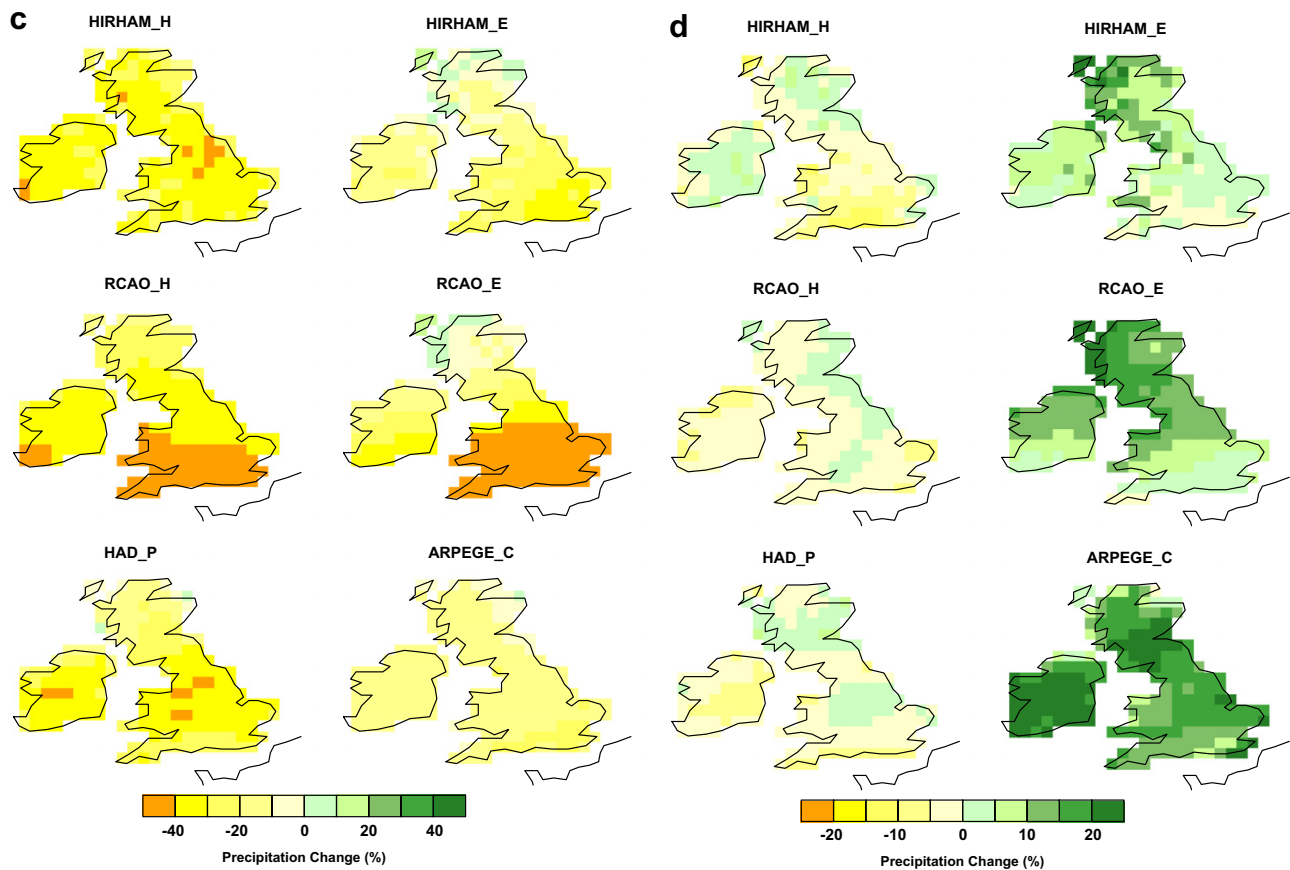 c
HIRHAM_H HIRHAM_E
RCAO_H RCAO_E
HAD_P ARPEGE_C
-40 -20 0 20 40
Precipitation Change (%)
d
HIRHAM_H HIRHAM_E
RCAO_H RCAO_E
HAD_P ARPEGE_C
-20 -10 0 10 20
Precipitation Change (%)